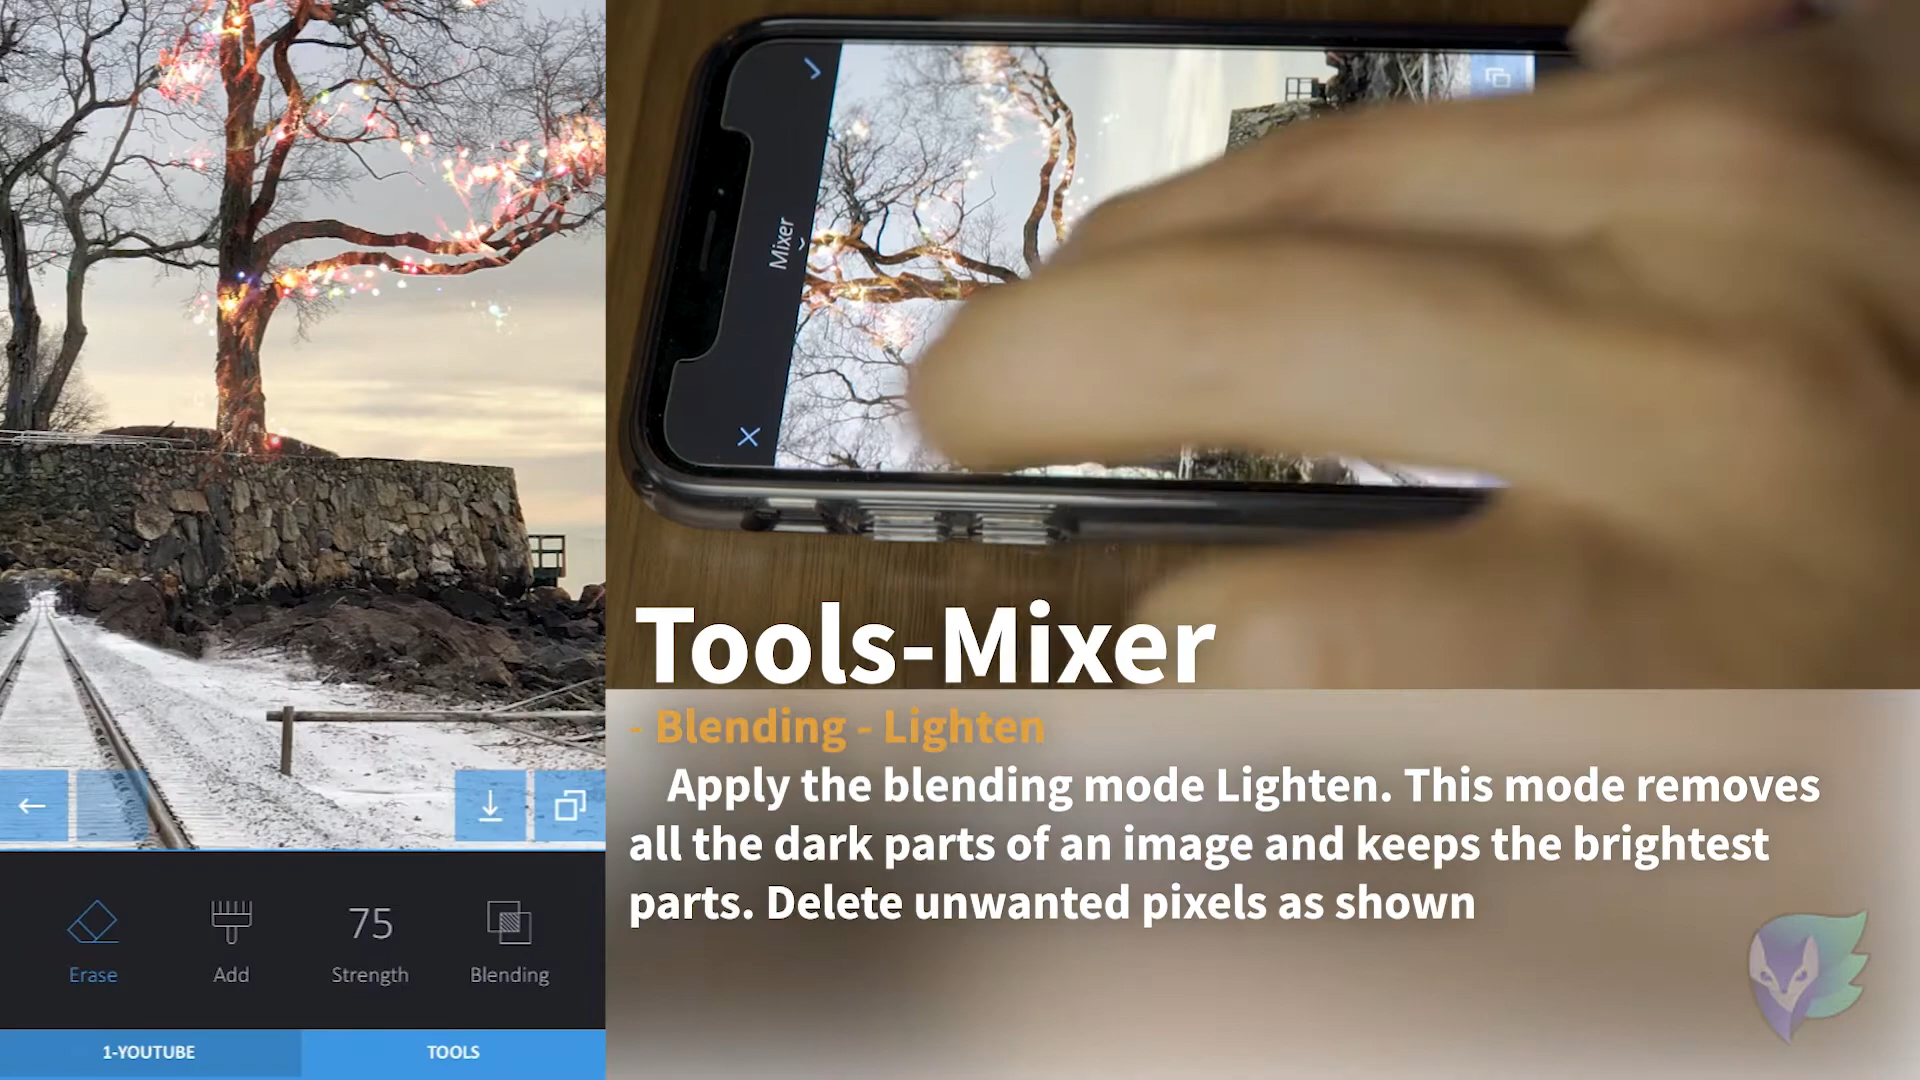 Mixer
Tools-Mixer
- Blending - Lighten
Apply the blending mode Lighten. This mode removes
all the dark parts of an image and keeps the brightest
parts. Delete unwanted pixels as shown
75
Erase
Add
Strength
Blending
1-YOUTUBE
TOOLS